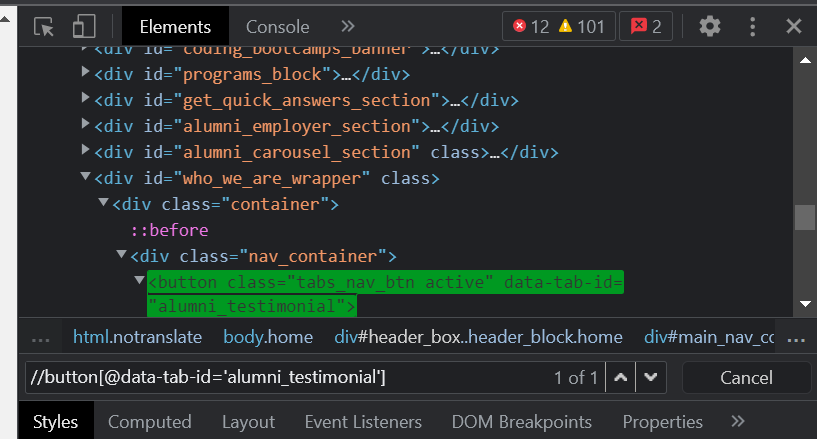 Elements Console 12 101 2
<div id="coding_bootcamps_banner">…</div>
<div id="programs_block">…</div>
<div id="get_quick_answers_section">…</div>
<div id="alumni_employer_section">…</div>
<div id="alumni_carousel_section" class>…</div>
<div id="who_we_are_wrapper" class>
<div class="container">
::before
<div class="nav_container">
<button class="tabs_nav_btn active" data-tab-id=
"alumni_testimonial">
… html.notranslate body.home div#header_box..header_block.home div#main_nav_co …
//button[@data-tab-id='alumni_testimonial'] 1 of 1 Cancel
Styles Computed Layout Event Listeners DOM Breakpoints Properties